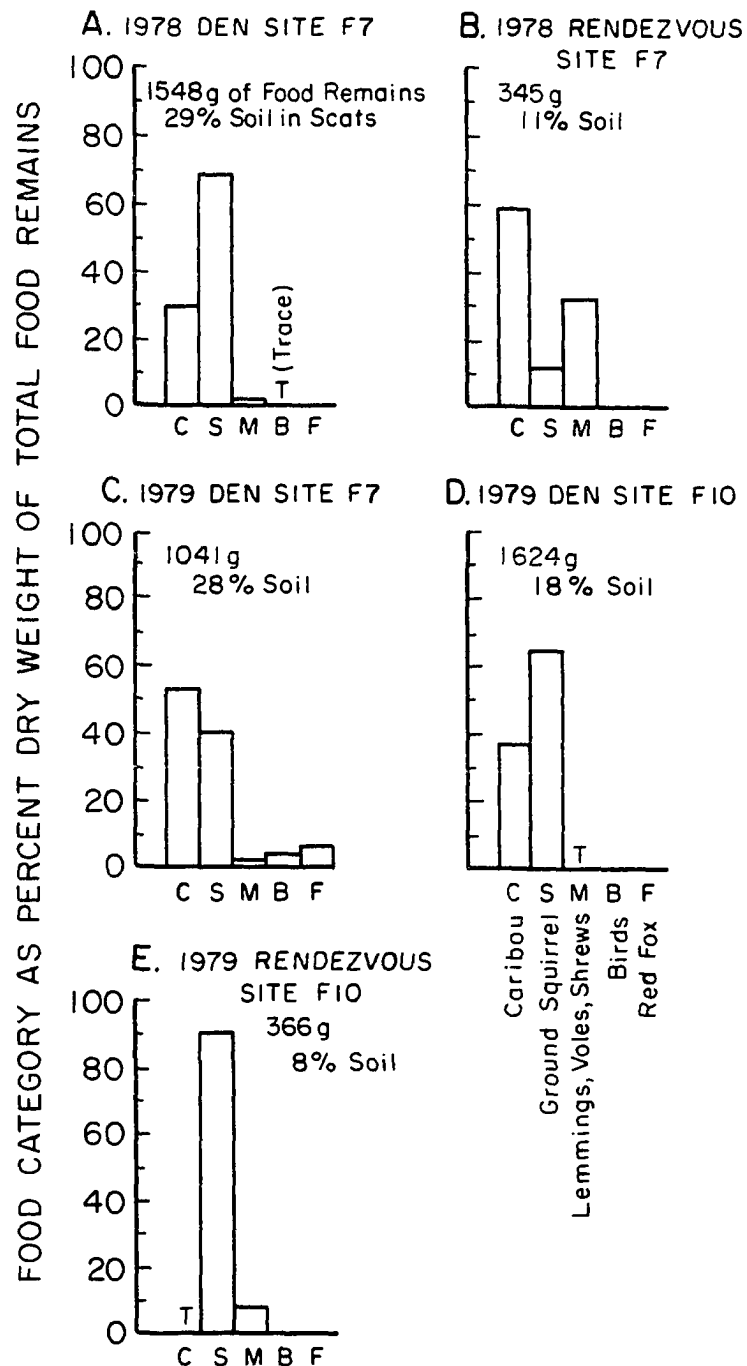 FOOD CATEGORY AS PERCENT DRY WEIGHT OF TOTAL FOOD REMAINS
A. 1978 DEN SITE F7
100
80
60
40
20
0
1548g of Food Remains
29% Soil in Scats
T (Trace)
C S M B F
B. 1978 RENDEZVOUS
SITE F7
345g
11% Soil
C S M B F
C. 1979 DEN SITE F7
100
80
60
40
20
0
1041g
28% Soil
C S M B F
D. 1979 DEN SITE F10
1624g
18% Soil
T
C S M B F
Caribou
Ground Squirrel
Lemmings, Voles, Shrews
Birds
Red Fox
E. 1979 RENDEZVOUS
SITE F10
100
80
60
40
20
0
366g
8% Soil
T
C S M B F